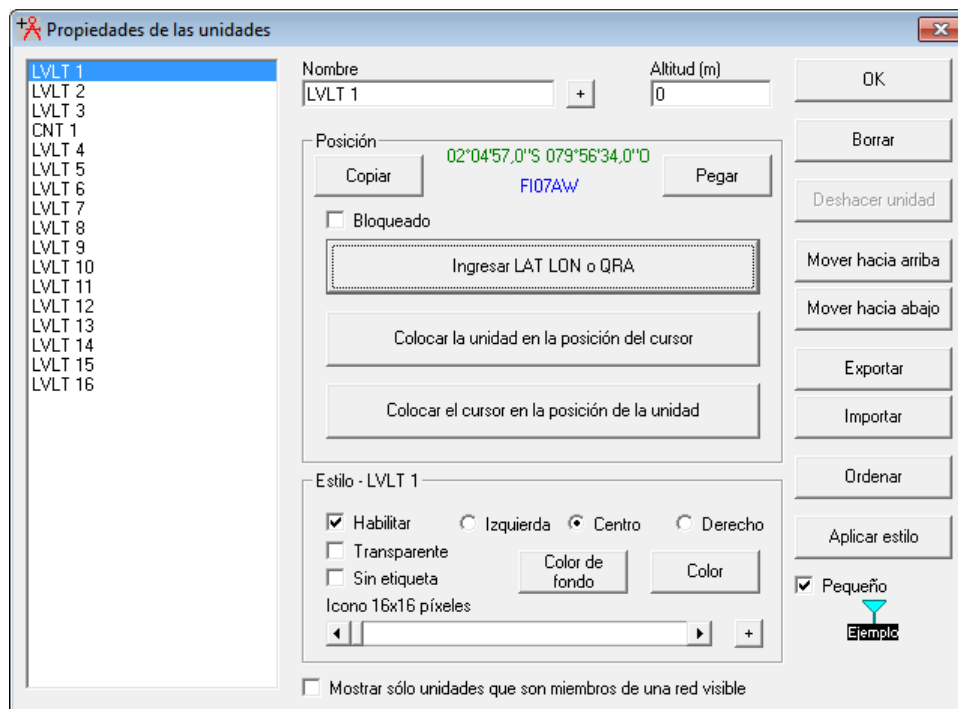 Propiedades de las unidades
LVLT 1
LVLT 2
LVLT 3
CNT 1
LVLT 4
LVLT 5
LVLT 6
LVLT 7
LVLT 8
LVLT 9
LVLT 10
LVLT 11
LVLT 12
LVLT 13
LVLT 14
LVLT 15
LVLT 16
Nombre
LVLT 1
+
Altitud (m)
0
Posición
Copiar
02°04'57,0''S 079°56'34,0''O
FI07AW
Pegar
Bloqueado
Ingresar LAT LON o QRA
Colocar la unidad en la posición del cursor
Colocar el cursor en la posición de la unidad
Estilo - LVLT 1
Habilitar
Izquierda
Centro
Derecho
Transparente
Sin etiqueta
Color de
fondo
Color
Icono 16x16 píxeles
+
Mostrar sólo unidades que son miembros de una red visible
OK
Borrar
Deshacer unidad
Mover hacia arriba
Mover hacia abajo
Exportar
Importar
Ordenar
Aplicar estilo
Pequeño
Ejemplo